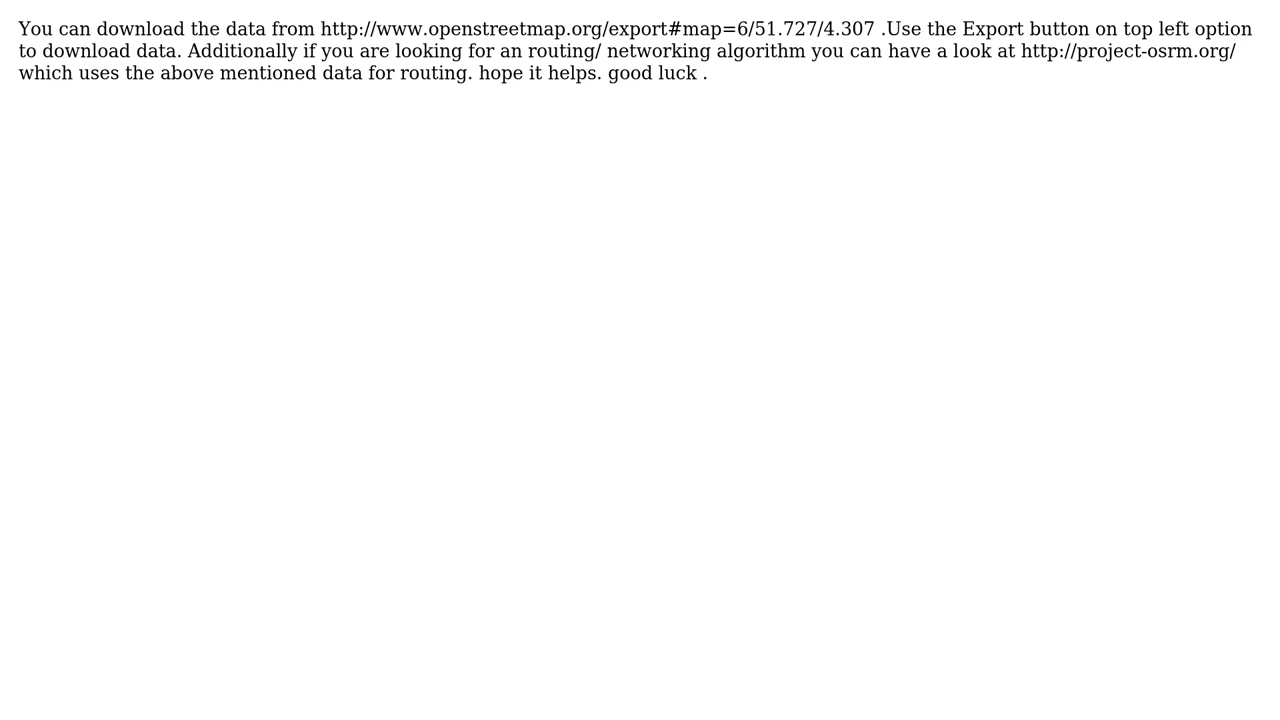 You can download the data from http://www.openstreetmap.org/export#map=6/51.727/4.307 .Use the Export button on top left option
to download data. Additionally if you are looking for an routing/ networking algorithm you can have a look at http://project-osrm.org/
which uses the above mentioned data for routing. hope it helps. good luck .